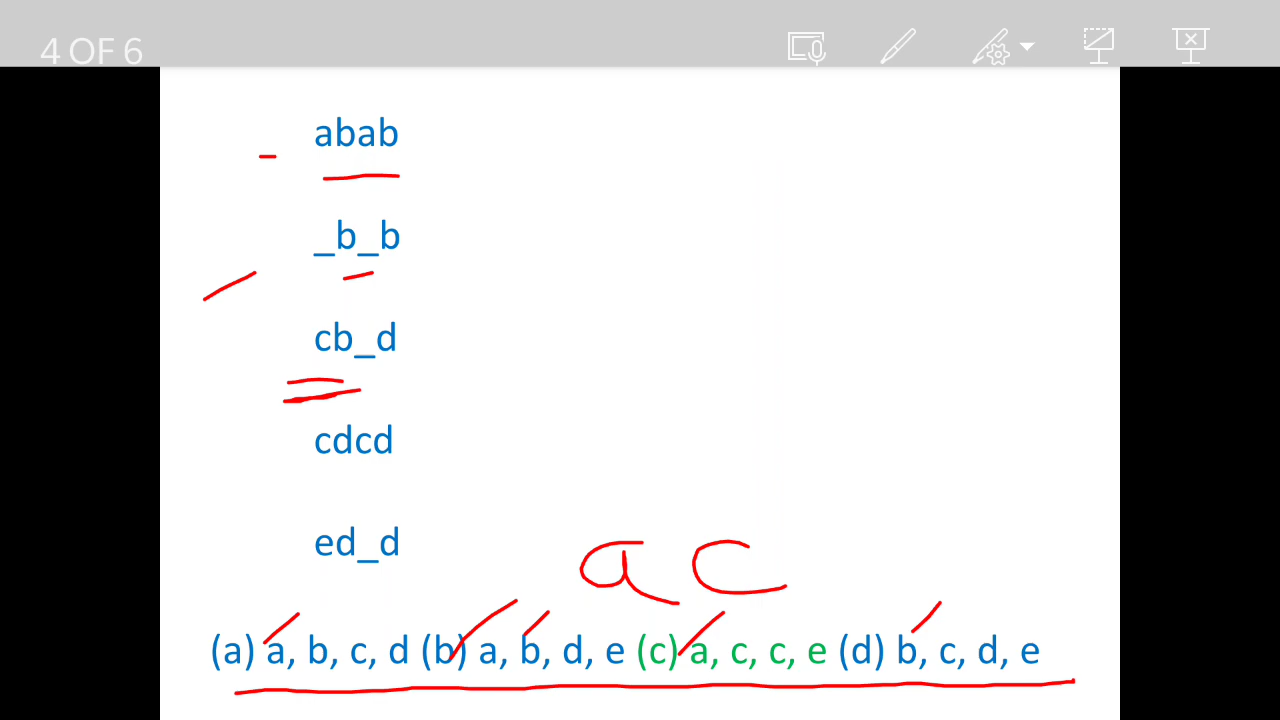 4 OF 6
abab
_b_b
cb_d
cdcd
ed_d
a c
(a) a, b, c, d (b) a, b, d, e (c) a, c, c, e (d) b, c, d, e